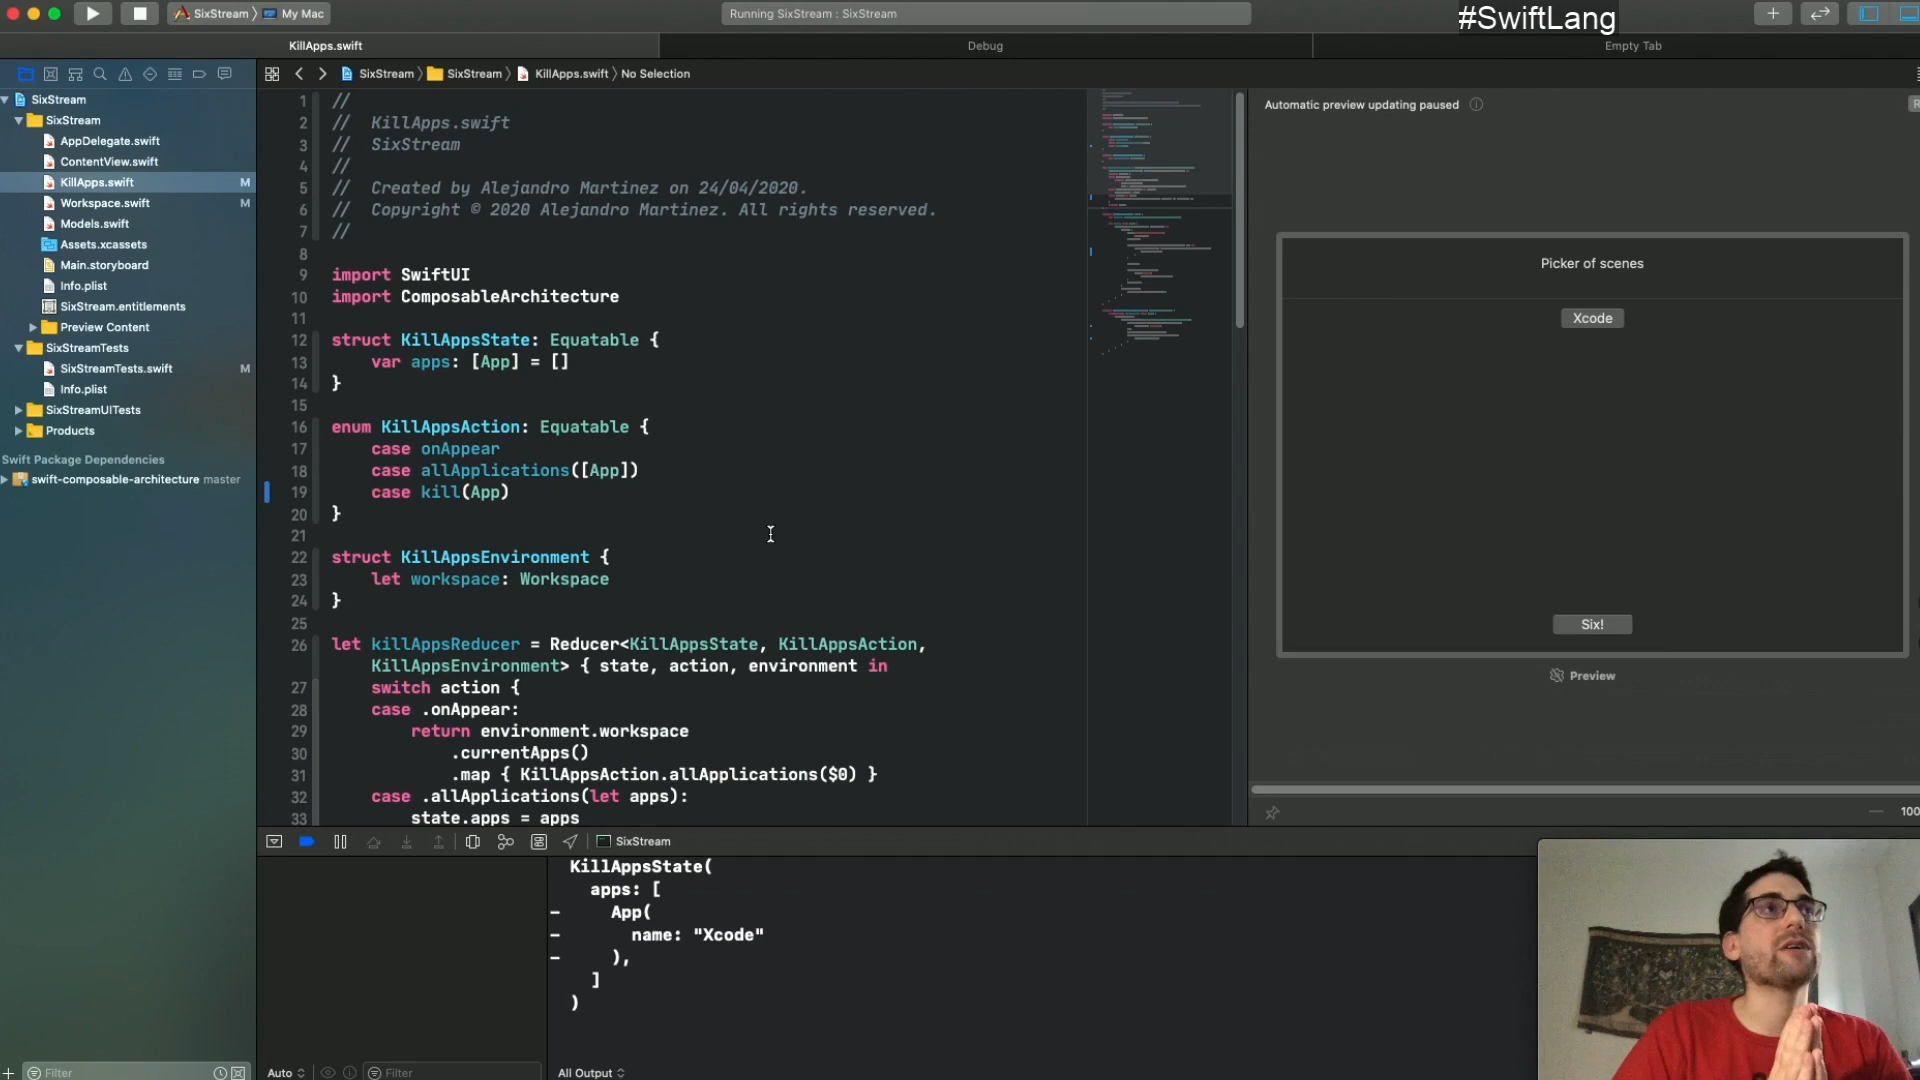 SixStream
My Mac
Running SixStream : SixStream
#SwiftLang
KillApps.swift
Debug
Empty Tab
SixStream
SixStream
KillApps.swift
No Selection
SixStream
SixStream
AppDelegate.swift
ContentView.swift
KillApps.swift M
Workspace.swift M
Models.swift
Assets.xcassets
Main.storyboard
Info.plist
SixStream.entitlements
Preview Content
SixStreamTests
SixStreamTests.swift M
Info.plist
SixStreamUITests
Products
Swift Package Dependencies
swift-composable-architecture master
Filter
1 //
2 // KillApps.swift
3 // SixStream
4 //
5 // Created by Alejandro Martinez on 24/04/2020.
6 // Copyright © 2020 Alejandro Martinez. All rights reserved.
7 //
8
9 import SwiftUI
10 import ComposableArchitecture
11
12 struct KillAppsState: Equatable {
13 var apps: [App] = []
14 }
15
16 enum KillAppsAction: Equatable {
17 case onAppear
18 case allApplications([App])
19 case kill(App)
20 }
21
22 struct KillAppsEnvironment {
23 let workspace: Workspace
24 }
25
26 let killAppsReducer = Reducer<KillAppsState, KillAppsAction,
KillAppsEnvironment> { state, action, environment in
27 switch action {
28 case .onAppear:
29 return environment.workspace
30 .currentApps()
31 .map { KillAppsAction.allApplications($0) }
32 case .allApplications(let apps):
33 state.apps = apps
Automatic preview updating paused
Picker of scenes
Xcode
Six!
Preview
100
SixStream
KillAppsState(
apps: [
− App(
− name: "Xcode"
− ),
]
)
Auto
Filter
All Output